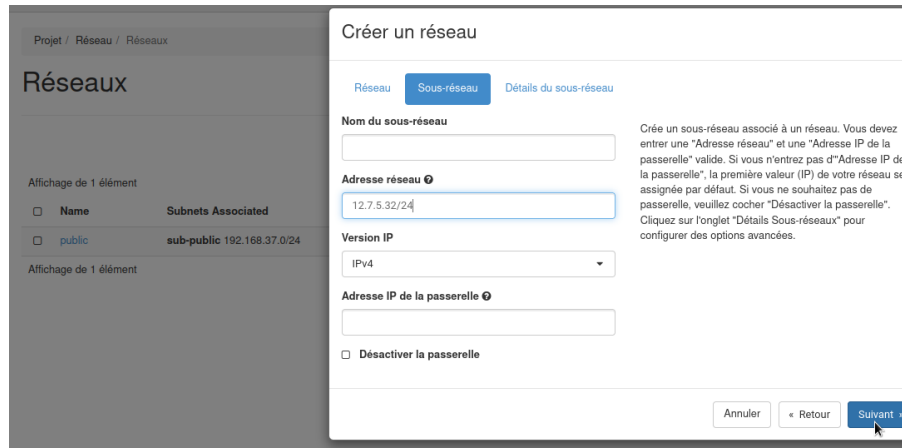 Projet / Réseau / Réseaux
Réseaux
Affichage de 1 élément
Name Subnets Associated
public sub-public 192.168.37.0/24
Affichage de 1 élément
Créer un réseau
Réseau Sous-réseau Détails du sous-réseau
Nom du sous-réseau
Adresse réseau
12.7.5.32/24
Version IP
IPv4
Adresse IP de la passerelle
Désactiver la passerelle
Crée un sous-réseau associé à un réseau. Vous devez
entrer une "Adresse réseau" et une "Adresse IP de la
passerelle" valide. Si vous n'entrez pas d'"Adresse IP de
la passerelle", la première valeur (IP) de votre réseau se
assignée par défaut. Si vous ne souhaitez pas de
passerelle, veuillez cocher "Désactiver la passerelle".
Cliquez sur l'onglet "Détails Sous-réseaux" pour
configurer des options avancées.
Annuler « Retour Suivant »